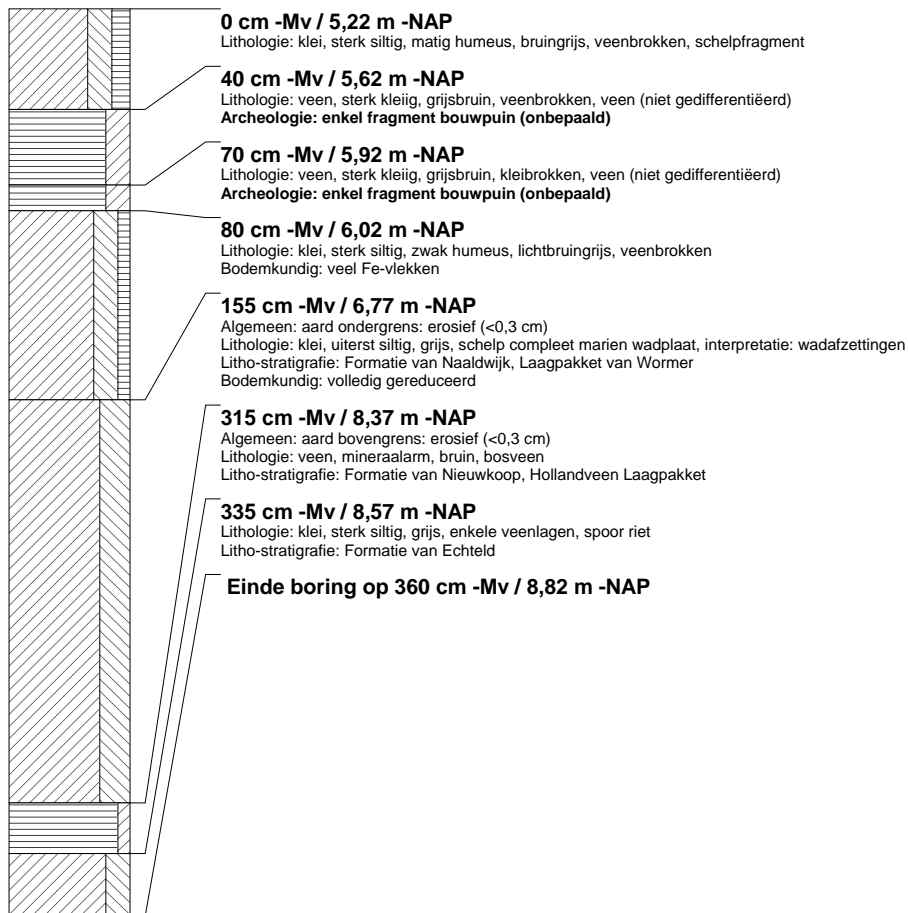 0 cm -Mv / 5,22 m -NAP
Lithologie: klei, sterk siltig, matig humeus, bruingrijs, veenbrokken, schelpfragment
40 cm -Mv / 5,62 m -NAP
Lithologie: veen, sterk kleiig, grijsbruin, veenbrokken, veen (niet gedifferentiëerd)
Archeologie: enkel fragment bouwpuin (onbepaald)
70 cm -Mv / 5,92 m -NAP
Lithologie: veen, sterk kleiig, grijsbruin, kleibrokken, veen (niet gedifferentiëerd)
Archeologie: enkel fragment bouwpuin (onbepaald)
80 cm -Mv / 6,02 m -NAP
Lithologie: klei, sterk siltig, zwak humeus, lichtbruingrijs, veenbrokken
Bodemkundig: veel Fe-vlekken
155 cm -Mv / 6,77 m -NAP
Algemeen: aard ondergrens: erosief (<0,3 cm)
Lithologie: klei, uiterst siltig, grijs, schelp compleet marien wadplaat, interpretatie: wadafzettingen
Litho-stratigrafie: Formatie van Naaldwijk, Laagpakket van Wormer
Bodemkundig: volledig gereduceerd
315 cm -Mv / 8,37 m -NAP
Algemeen: aard bovengrens: erosief (<0,3 cm)
Lithologie: veen, mineraalarm, bruin, bosveen
Litho-stratigrafie: Formatie van Nieuwkoop, Hollandveen Laagpakket
335 cm -Mv / 8,57 m -NAP
Lithologie: klei, sterk siltig, grijs, enkele veenlagen, spoor riet
Litho-stratigrafie: Formatie van Echteld
Einde boring op 360 cm -Mv / 8,82 m -NAP